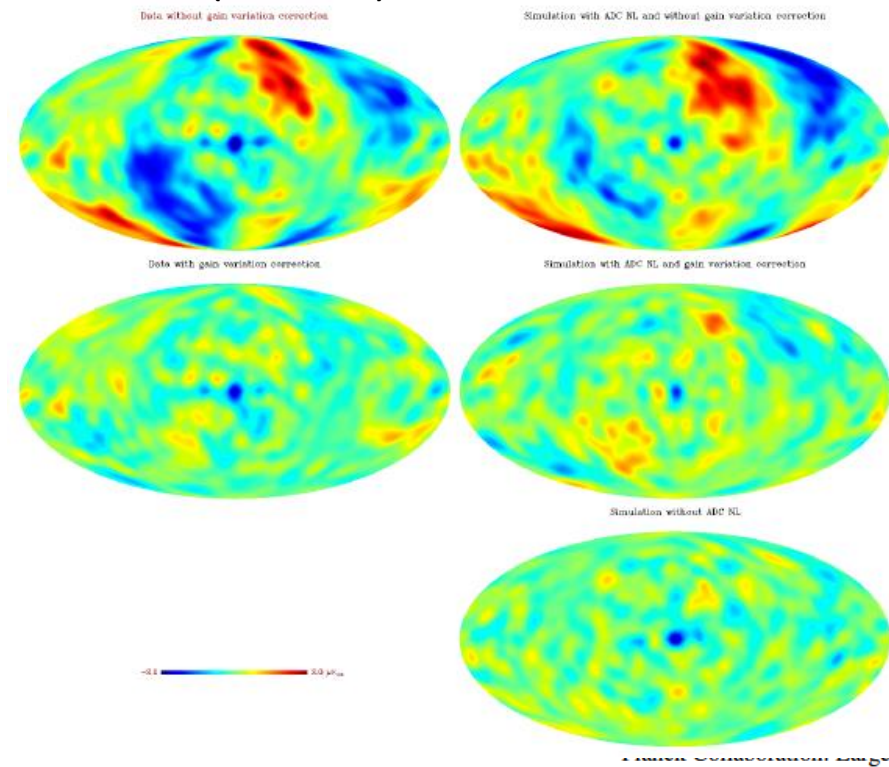 Data without gain variation correction
Simulation with ADC NL and without gain variation correction
Data with gain variation correction
Simulation with ADC NL and gain variation correction
Simulation without ADC NL